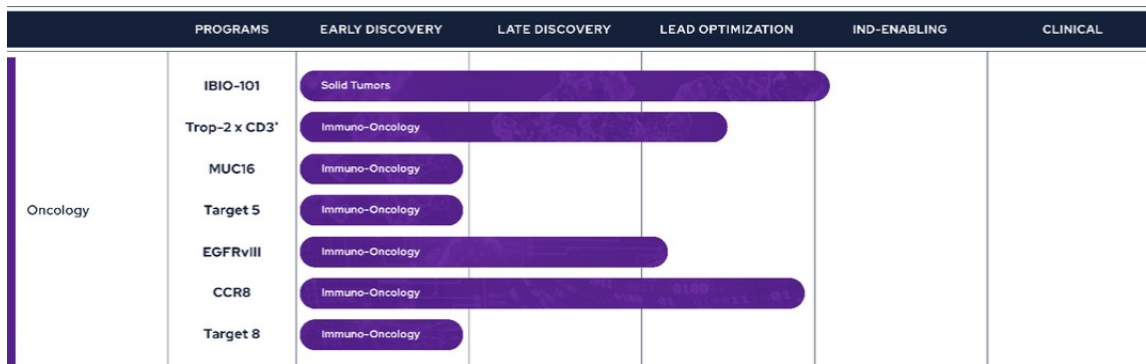 PROGRAMS EARLY DISCOVERY LATE DISCOVERY LEAD OPTIMIZATION IND-ENABLING CLINICAL
IBIO-101 Solid Tumors
Trop-2 x CD3* Immuno-Oncology
MUC16 Immuno-Oncology
Oncology Target 5 Immuno-Oncology
EGFRvIII Immuno-Oncology
CCR8 Immuno-Oncology
Target 8 Immuno-Oncology